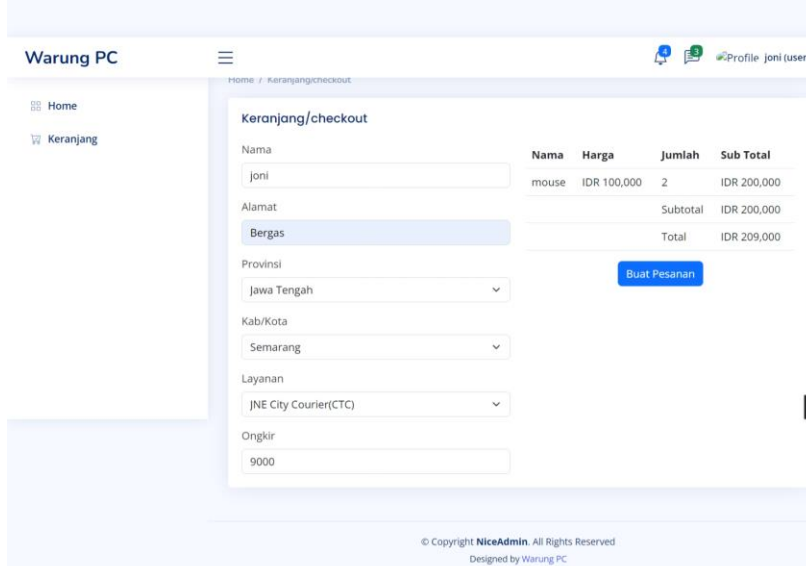 Warung PC
4
3
Profile joni (user
Home / Keranjang/checkout
Home
Keranjang
Keranjang/checkout
Nama
joni
Alamat
Bergas
Provinsi
Jawa Tengah
Kab/Kota
Semarang
Layanan
JNE City Courier(CTC)
Ongkir
9000
Nama Harga Jumlah Sub Total
mouse IDR 100,000 2 IDR 200,000
Subtotal IDR 200,000
Total IDR 209,000
Buat Pesanan
© Copyright NiceAdmin. All Rights Reserved
Designed by Warung PC